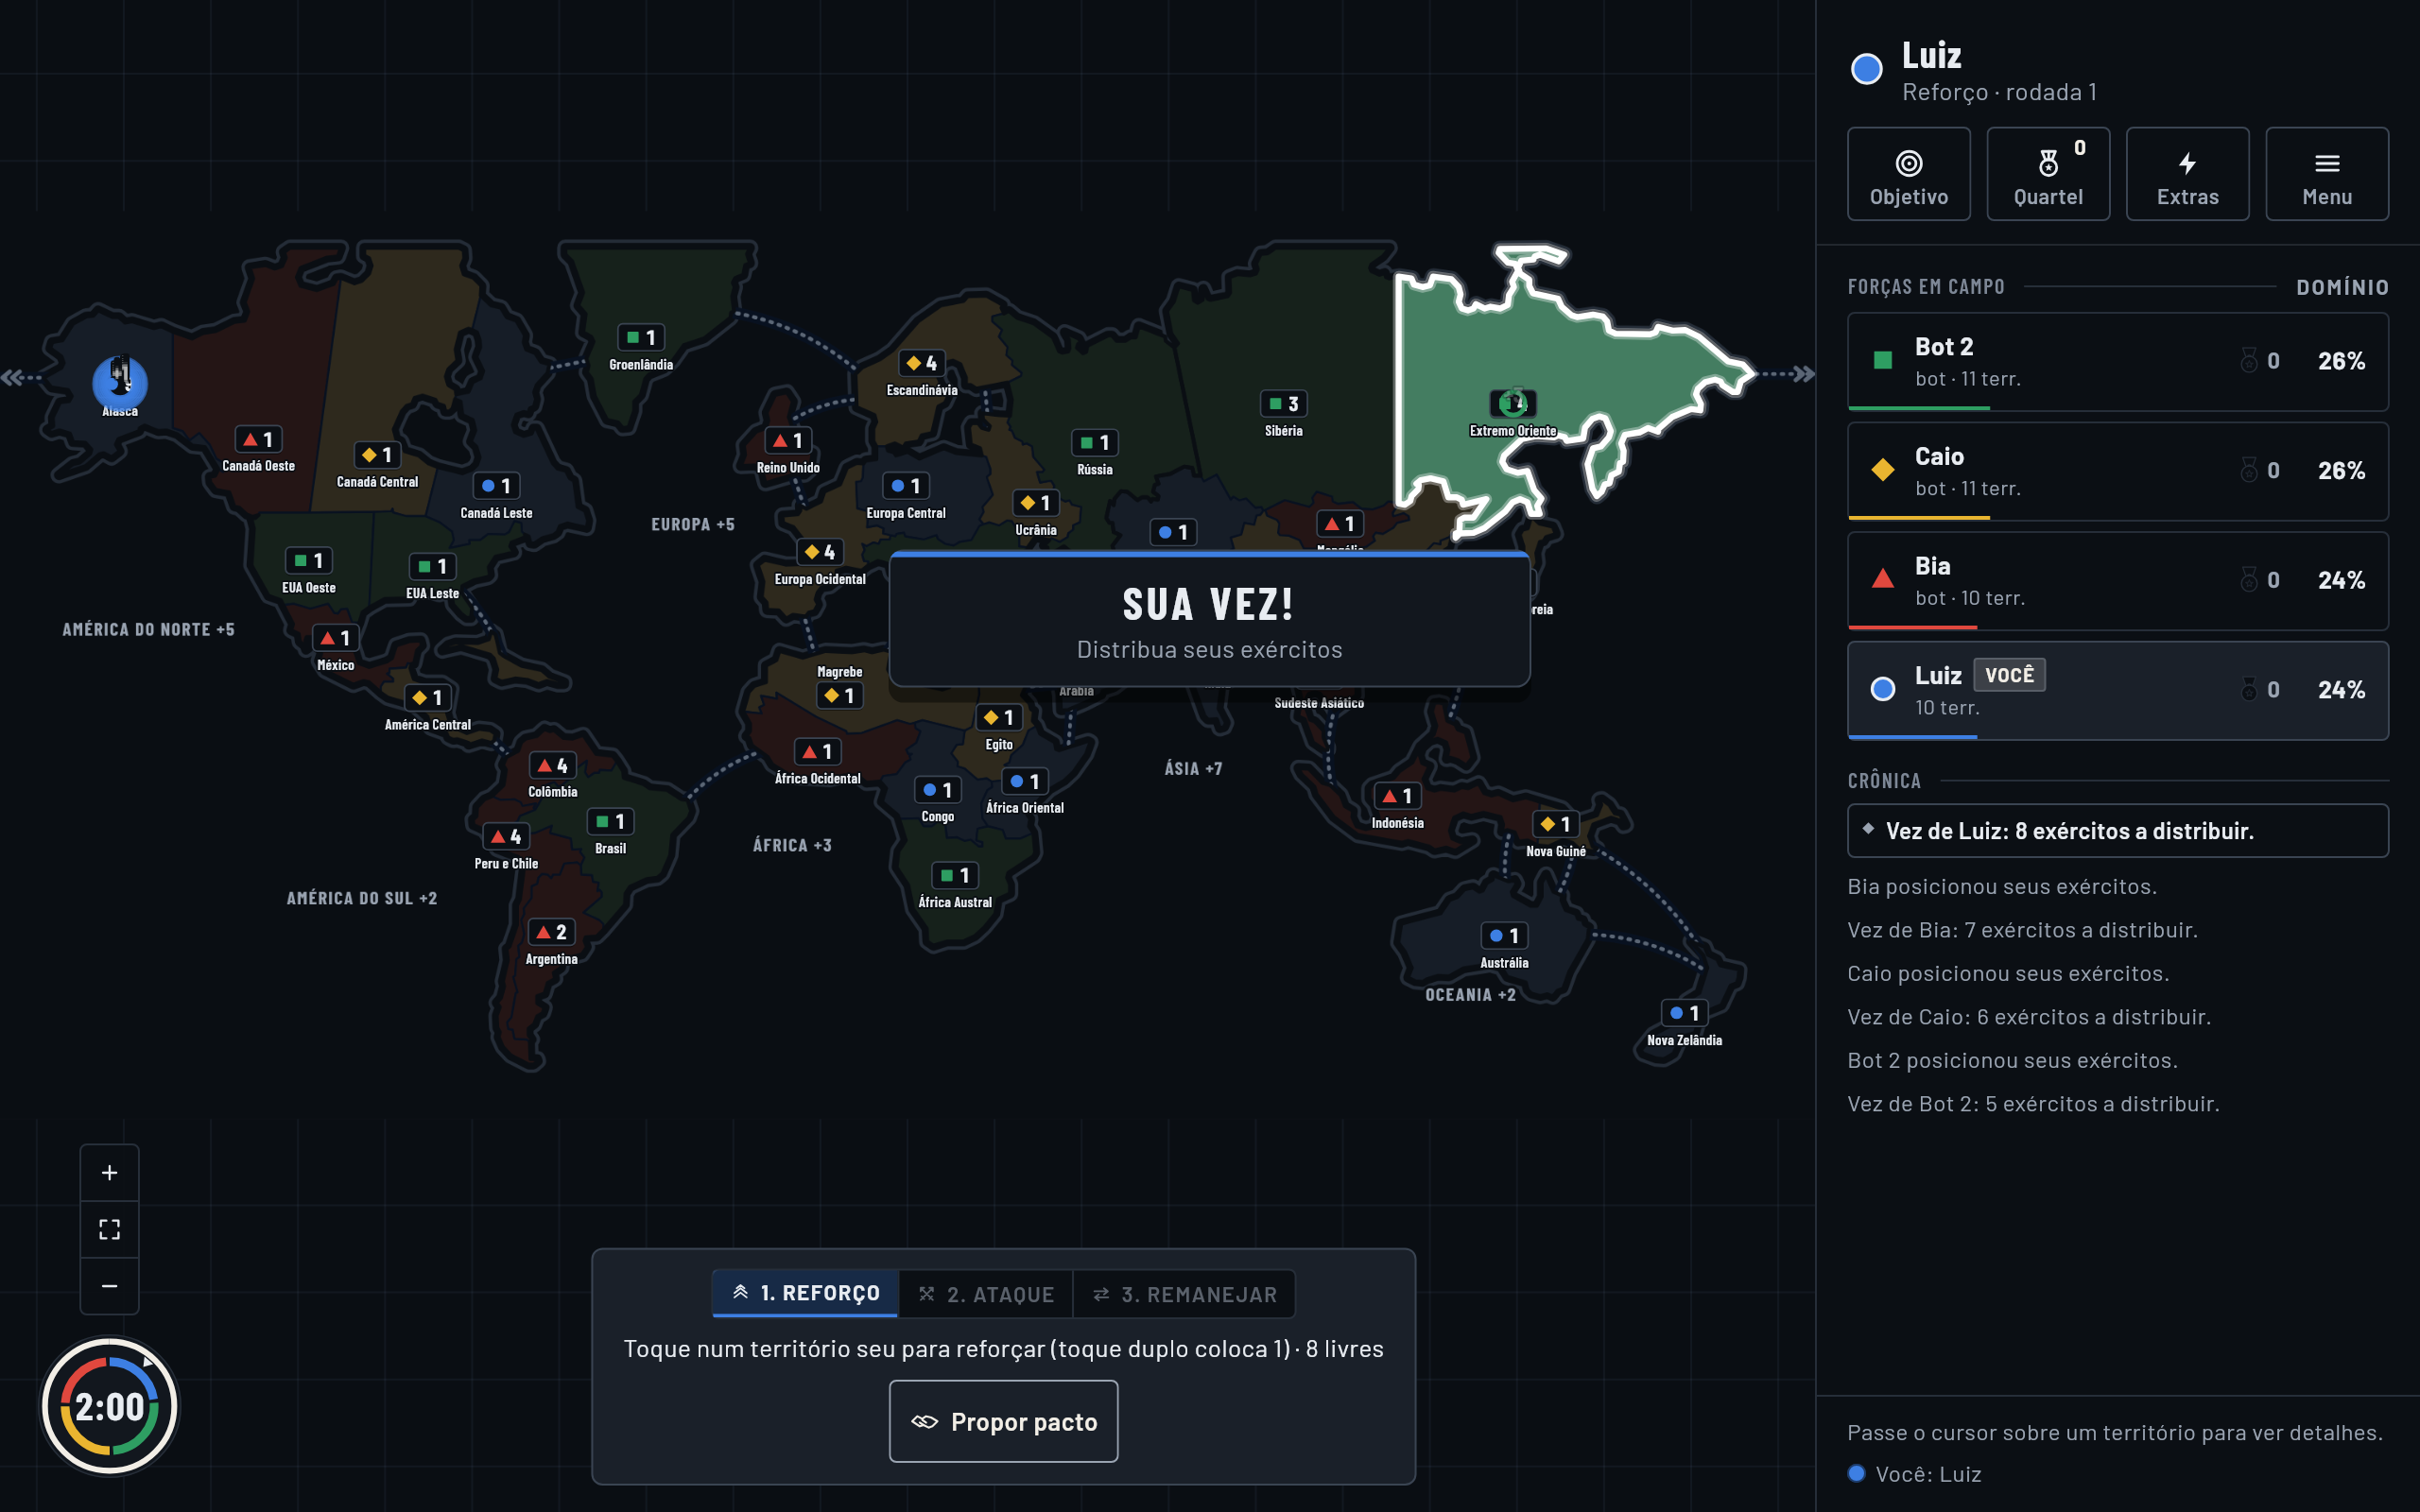 Luiz
Reforço · rodada 1
Objetivo
0
Quartel
Extras
Menu
FORÇAS EM CAMPO
DOMÍNIO
Bot 2
bot · 11 terr.
0
26%
Caio
bot · 11 terr.
0
26%
Bia
bot · 10 terr.
0
24%
Luiz VOCÊ
10 terr.
0
24%
CRÔNICA
Vez de Luiz: 8 exércitos a distribuir.
Bia posicionou seus exércitos.
Vez de Bia: 7 exércitos a distribuir.
Caio posicionou seus exércitos.
Vez de Caio: 6 exércitos a distribuir.
Bot 2 posicionou seus exércitos.
Vez de Bot 2: 5 exércitos a distribuir.
Passe o cursor sobre um território para ver detalhes.
Você: Luiz
Alasca
1
Canadá Oeste
1
Canadá Central
1
Canadá Leste
1
Groenlândia
1
EUA Oeste
1
EUA Leste
1
México
1
América Central
AMÉRICA DO NORTE +5
4
Colômbia
4
Peru e Chile
1
Brasil
2
Argentina
AMÉRICA DO SUL +2
4
Escandinávia
1
Reino Unido
1
Europa Central
1
Ucrânia
1
Rússia
4
Europa Ocidental
EUROPA +5
Magrebe
1
1
África Ocidental
1
Egito
1
Congo
1
África Oriental
1
África Austral
ÁFRICA +3
3
Sibéria
Extremo Oriente
1
1
Mongólia
Arábia
Sudeste Asiático
ÁSIA +7
1
Indonésia
1
Nova Guiné
1
Austrália
OCEANIA +2
1
Nova Zelândia
SUA VEZ!
Distribua seus exércitos
2:00
1. REFORÇO
2. ATAQUE
3. REMANEJAR
Toque num território seu para reforçar (toque duplo coloca 1) · 8 livres
Propor pacto